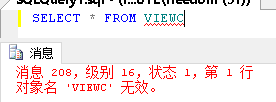 SELECT * FROM VIEWC
消息
消息 208，级别 16，状态 1，第 1 行
对象名 'VIEWC' 无效。